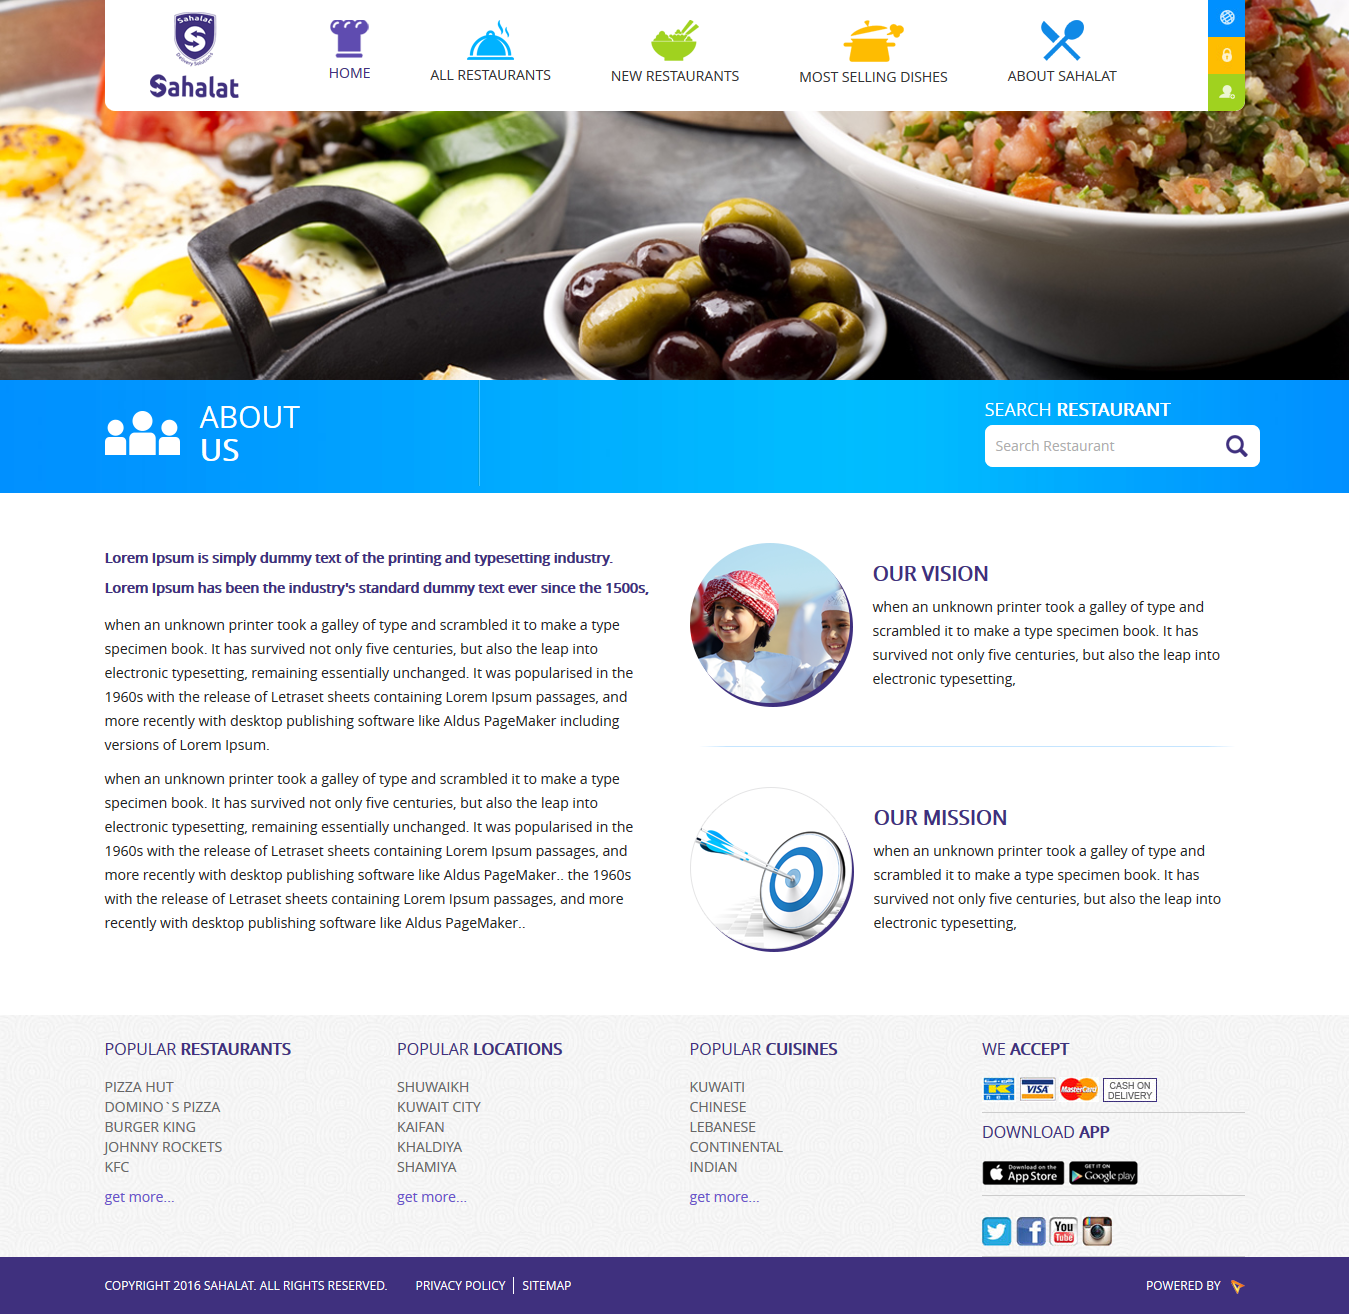 Sahalat
Delivery Solutions
Sahalat
HOME
ALL RESTAURANTS
NEW RESTAURANTS
MOST SELLING DISHES
ABOUT SAHALAT
ABOUT
US
SEARCH RESTAURANT
Search Restaurant
Lorem Ipsum is simply dummy text of the printing and typesetting industry.
Lorem Ipsum has been the industry's standard dummy text ever since the 1500s,
when an unknown printer took a galley of type and scrambled it to make a type
specimen book. It has survived not only five centuries, but also the leap into
electronic typesetting, remaining essentially unchanged. It was popularised in the
1960s with the release of Letraset sheets containing Lorem Ipsum passages, and
more recently with desktop publishing software like Aldus PageMaker including
versions of Lorem Ipsum.
when an unknown printer took a galley of type and scrambled it to make a type
specimen book. It has survived not only five centuries, but also the leap into
electronic typesetting, remaining essentially unchanged. It was popularised in the
1960s with the release of Letraset sheets containing Lorem Ipsum passages, and
more recently with desktop publishing software like Aldus PageMaker.. the 1960s
with the release of Letraset sheets containing Lorem Ipsum passages, and more
recently with desktop publishing software like Aldus PageMaker..
OUR VISION
when an unknown printer took a galley of type and
scrambled it to make a type specimen book. It has
survived not only five centuries, but also the leap into
electronic typesetting,
OUR MISSION
when an unknown printer took a galley of type and
scrambled it to make a type specimen book. It has
survived not only five centuries, but also the leap into
electronic typesetting,
POPULAR RESTAURANTS
PIZZA HUT
DOMINO`S PIZZA
BURGER KING
JOHNNY ROCKETS
KFC
get more...
POPULAR LOCATIONS
SHUWAIKH
KUWAIT CITY
KAIFAN
KHALDIYA
SHAMIYA
get more...
POPULAR CUISINES
KUWAITI
CHINESE
LEBANESE
CONTINENTAL
INDIAN
get more...
WE ACCEPT
K net
VISA
MasterCard
CASH ON
DELIVERY
DOWNLOAD APP
Download on the
App Store
GET IT ON
Google play
You
Tube
COPYRIGHT 2016 SAHALAT. ALL RIGHTS RESERVED.
PRIVACY POLICY
SITEMAP
POWERED BY